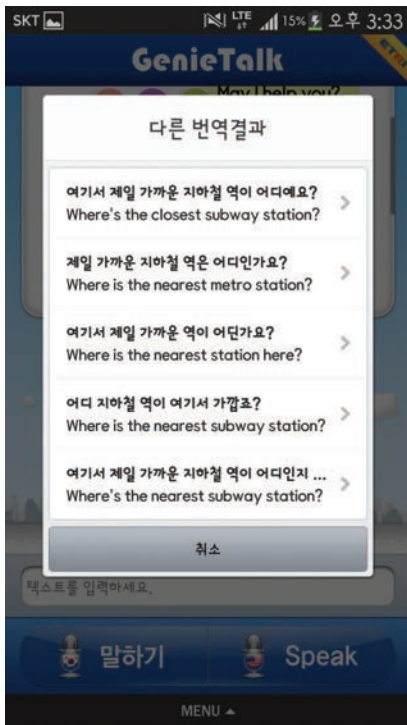 SKT LTE 15% 오후 3:33
GenieTalk
ETRI
May I help you?
다른 번역결과
여기서 제일 가까운 지하철 역이 어디예요?
Where's the closest subway station?
제일 가까운 지하철 역은 어디인가요?
Where is the nearest metro station?
여기서 제일 가까운 역이 어딘가요?
Where is the nearest station here?
어디 지하철 역이 여기서 가깝죠?
Where is the nearest subway station?
여기서 제일 가까운 지하철 역이 어디인지 ...
Where's the nearest subway station?
취소
텍스트를 입력하세요.
말하기 Speak
MENU